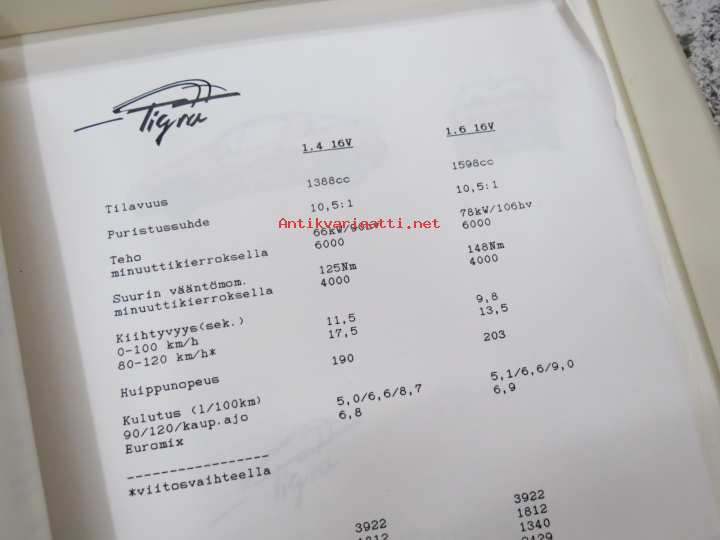 Tigra
1.4 16V 1.6 16V
Tilavuus 1388cc 1598cc
Puristussuhde 10,5:1 10,5:1
Teho 66kW/90hv 78kW/106hv
minuuttikierroksella 6000 6000
Antikvariaatti.net
Suurin vääntömom. 125Nm 148Nm
minuuttikierroksella 4000 4000
Kiihtyvyys(sek.)
0-100 km/h 11,5 9,8
80-120 km/h* 17,5 13,5
Huippunopeus 190 203
Kulutus (l/100km)
90/120/kaup.ajo 5,0/6,6/8,7 5,1/6,6/9,0
Euromix 6,8 6,9
-----------------
*viitosvaihteella
3922 3922
1812 1812
1340